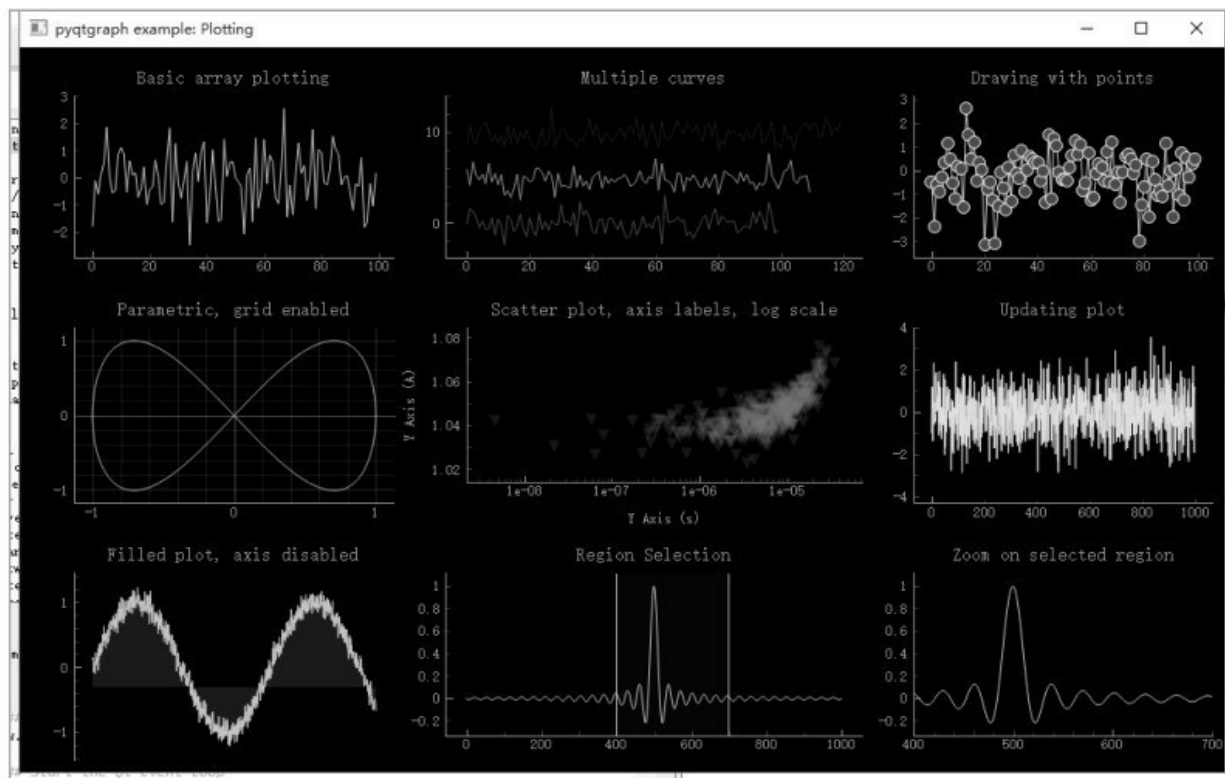 pyqtgraph example: Plotting
Basic array plotting
3
2
1
0
-1
-2
0 20 40 60 80 100
Multiple curves
10
0
0 20 40 60 80 100 120
Drawing with points
3
2
1
0
-1
-2
-3
0 20 40 60 80 100
Parametric, grid enabled
1
0
-1
-1 0 1
Scatter plot, axis labels, log scale
1.08
1.06
1.04
1.02
Y Axis (A)
1e-08 1e-07 1e-06 1e-05
Y Axis (s)
Updating plot
4
2
0
-2
-4
0 200 400 600 800 1000
Filled plot, axis disabled
1
0
-1
Region Selection
1
0.8
0.6
0.4
0.2
0
-0.2
0 200 400 600 800 1000
Zoom on selected region
1
0.8
0.6
0.4
0.2
0
-0.2
400 500 600 700